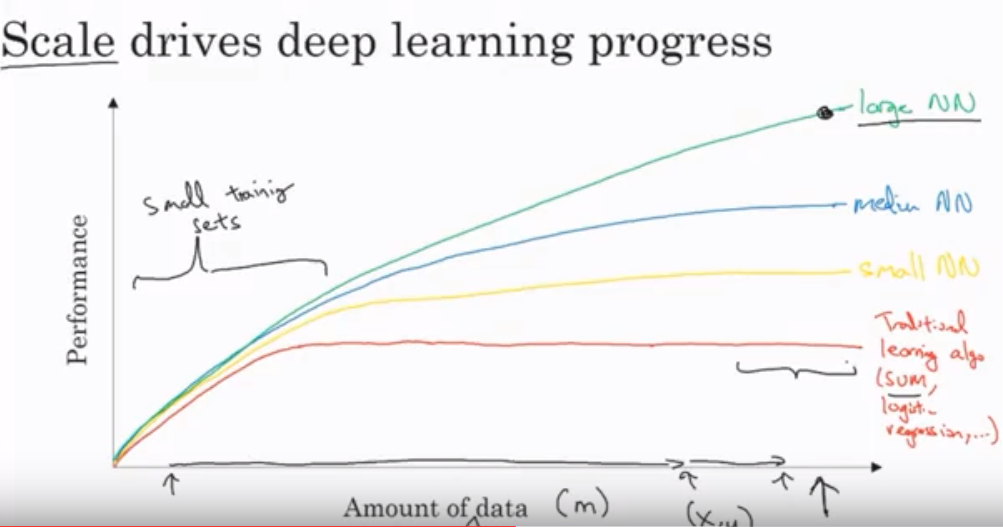 Scale drives deep learning progress
large NN
small training
sets
medium NN
small NN
Performance
Traditional
learning algo
(SVM,
logistic
regression,...)
Amount of data (m)
(x,y)